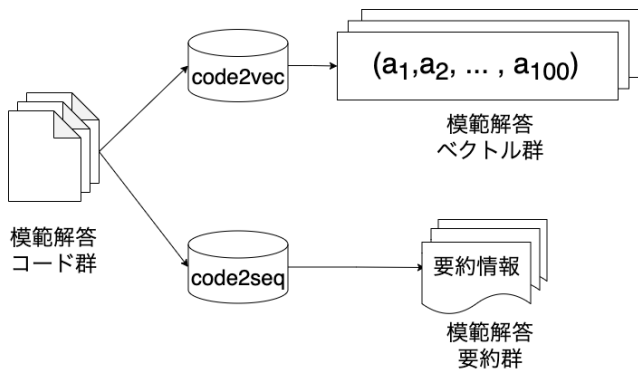 code2vec
(a1,a2, ... , a100)
模範解答
ベクトル群
模範解答
コード群
code2seq
要約情報
模範解答
要約群